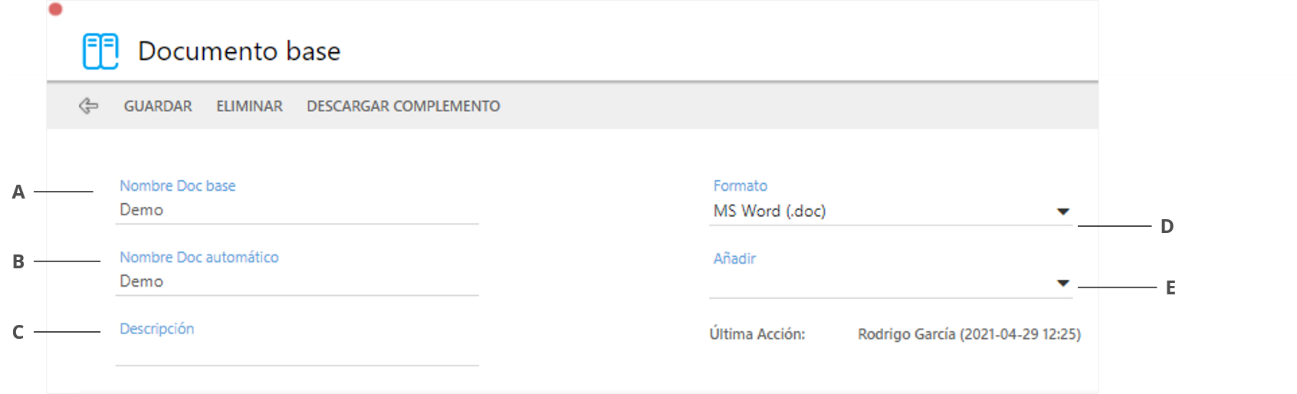 Documento base
GUARDAR ELIMINAR DESCARGAR COMPLEMENTO
A Nombre Doc base
Demo
Formato
MS Word (.doc)
D
B Nombre Doc automático
Demo
Añadir
E
C Descripción
Última Acción: Rodrigo García (2021-04-29 12:25)